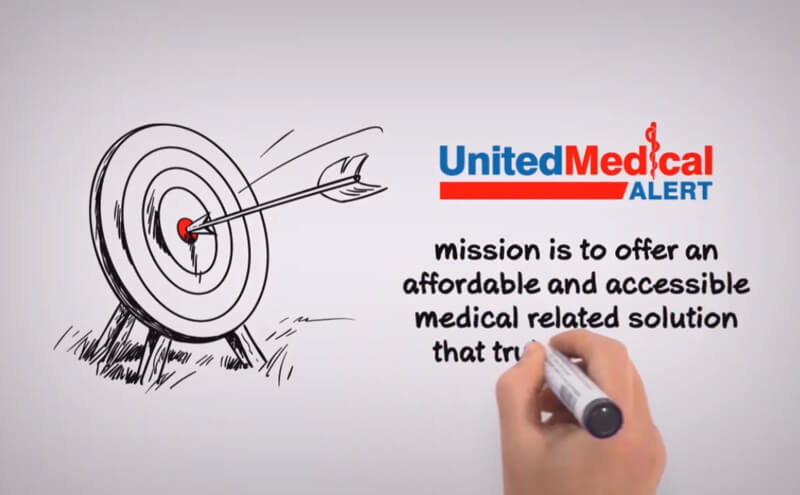 UnitedMedical
ALERT
mission is to offer an
affordable and accessible
medical related solution
that tru